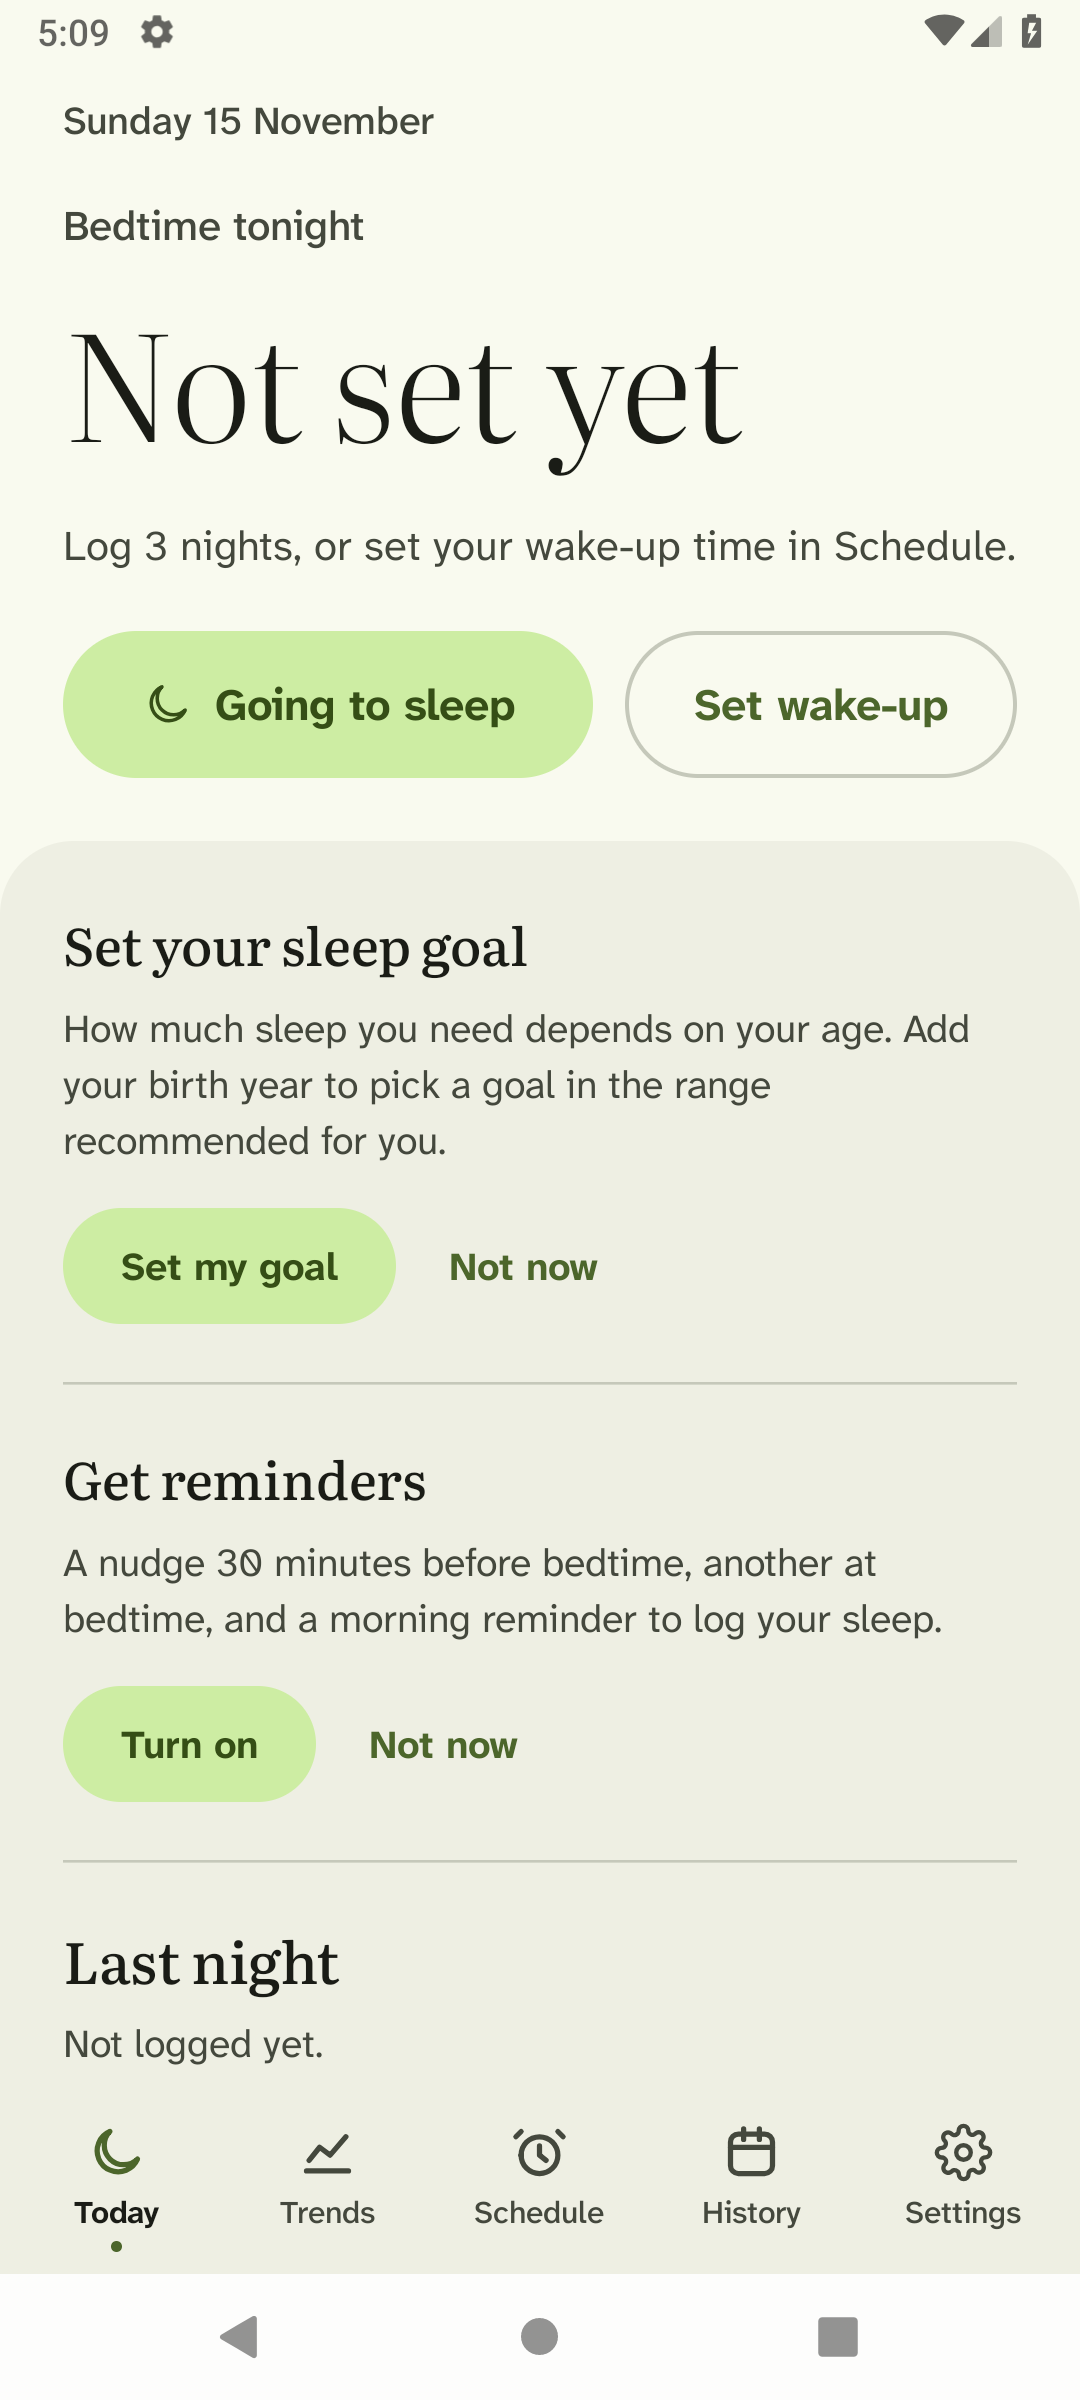 5:09
Sunday 15 November
Bedtime tonight
Not set yet
Log 3 nights, or set your wake-up time in Schedule.
Going to sleep
Set wake-up
Set your sleep goal
How much sleep you need depends on your age. Add
your birth year to pick a goal in the range
recommended for you.
Set my goal
Not now
Get reminders
A nudge 30 minutes before bedtime, another at
bedtime, and a morning reminder to log your sleep.
Turn on
Not now
Last night
Not logged yet.
Today
Trends
Schedule
History
Settings